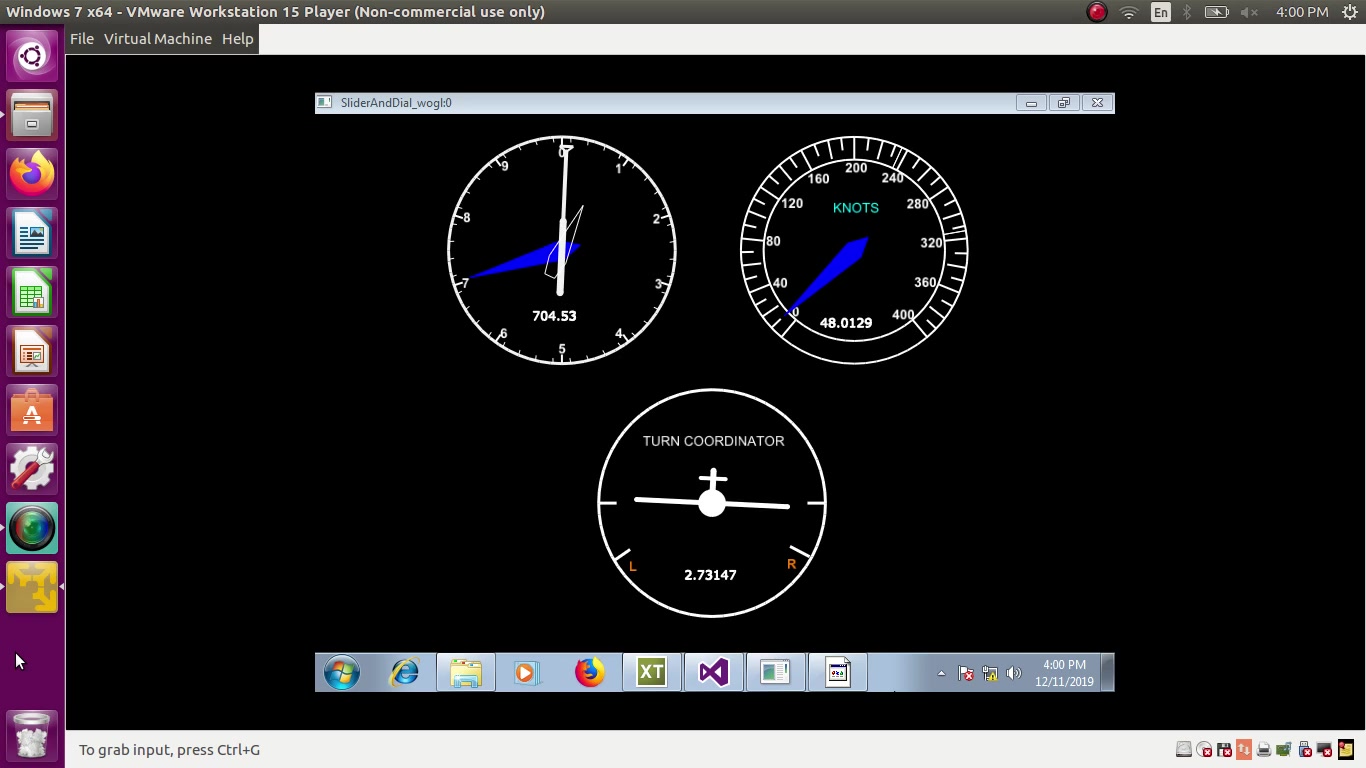 Windows 7 x64 - VMware Workstation 15 Player (Non-commercial use only)
En
4:00 PM
File Virtual Machine Help
SliderAndDial_wogl:0
0
1
2
3
4
5
6
7
8
9
704.53
KNOTS
0
40
80
120
160
200
240
280
320
360
400
48.0129
TURN COORDINATOR
L
R
2.73147
XT
4:00 PM
12/11/2019
To grab input, press Ctrl+G